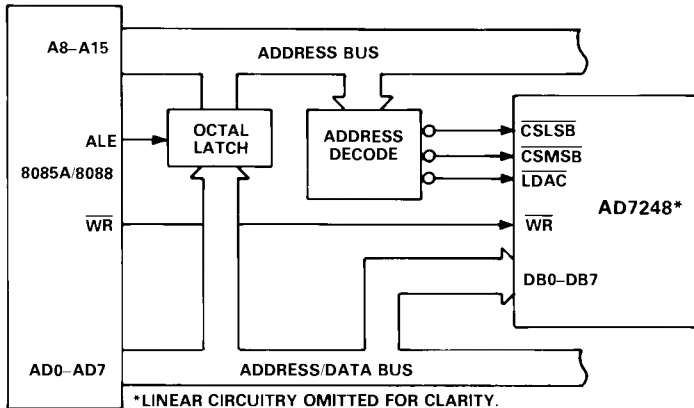 A8–A15
ADDRESS BUS
ALE
OCTAL
LATCH
ADDRESS
DECODE
CSLSB
CSMSB
LDAC
8085A/8088
AD7248*
WR
WR
DB0–DB7
AD0–AD7
ADDRESS/DATA BUS
*LINEAR CIRCUITRY OMITTED FOR CLARITY.